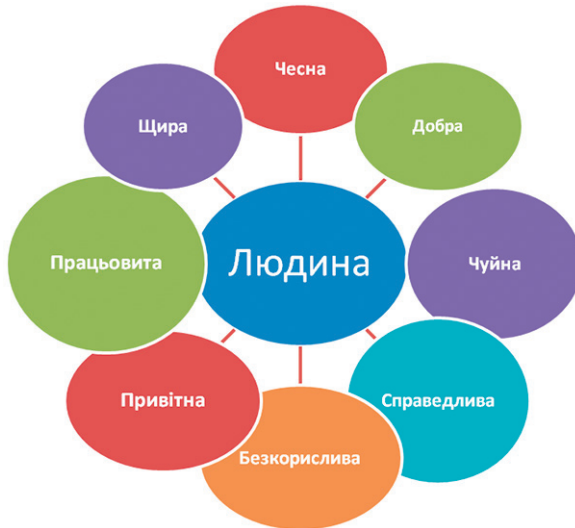 Чесна
Щира
Добра
Працьовита
Людина
Чуйна
Привітна
Справедлива
Безкорислива